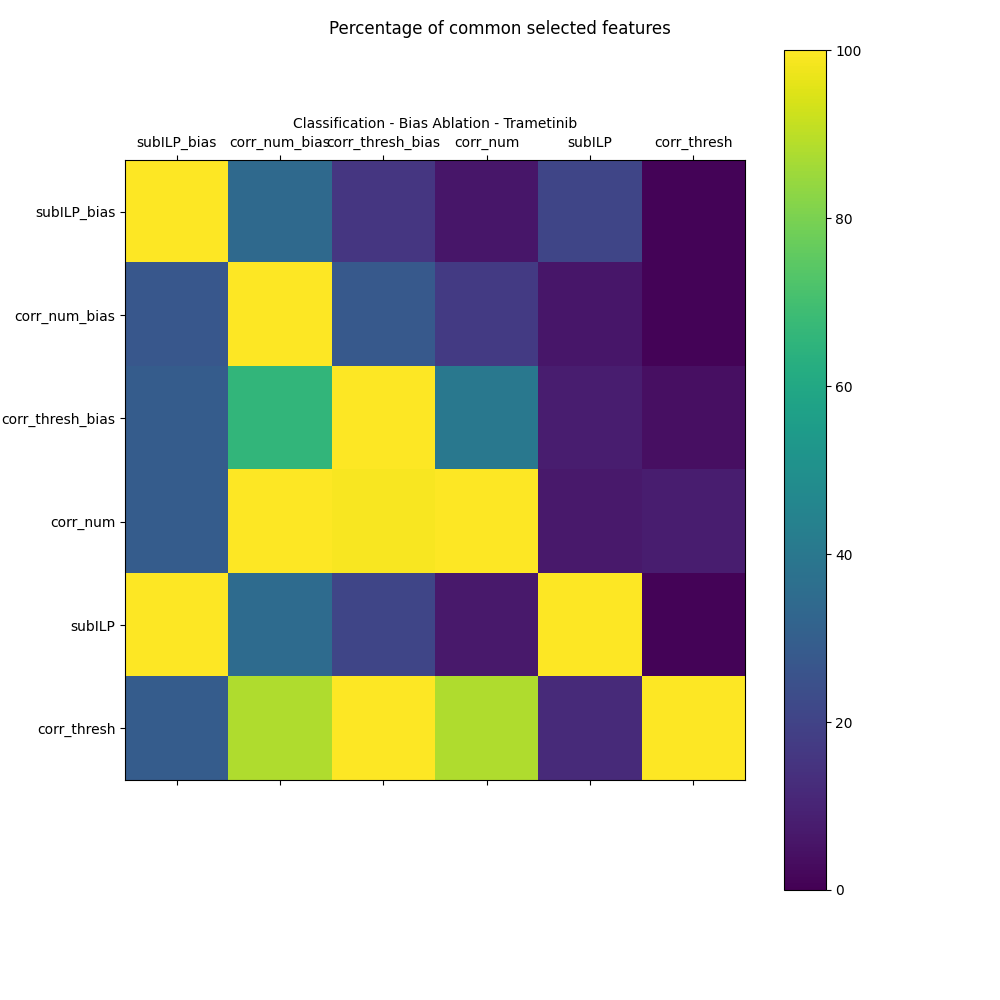 Percentage of common selected features
Classification - Bias Ablation - Trametinib
subILP_bias corr_num_bias corr_thresh_bias corr_num subILP corr_thresh
subILP_bias
corr_num_bias
corr_thresh_bias
corr_num
subILP
corr_thresh
100
80
60
40
20
0